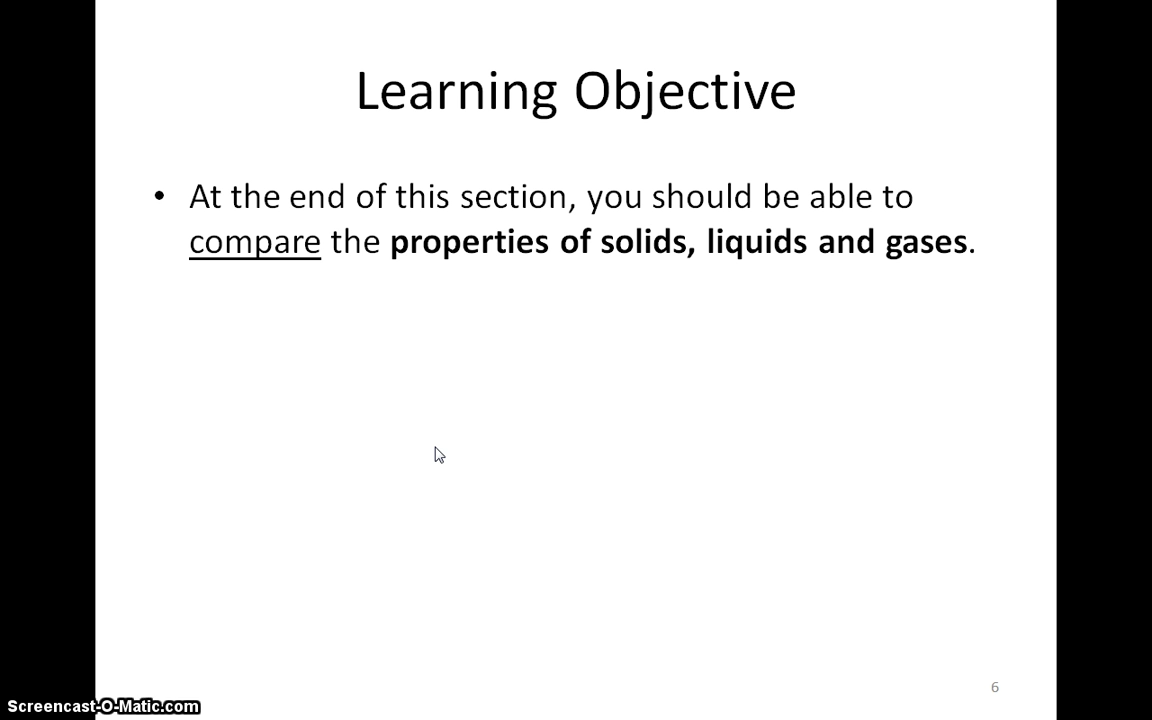 Learning Objective
• At the end of this section, you should be able to
compare the properties of solids, liquids and gases.
6
Screencast-O-Matic.com